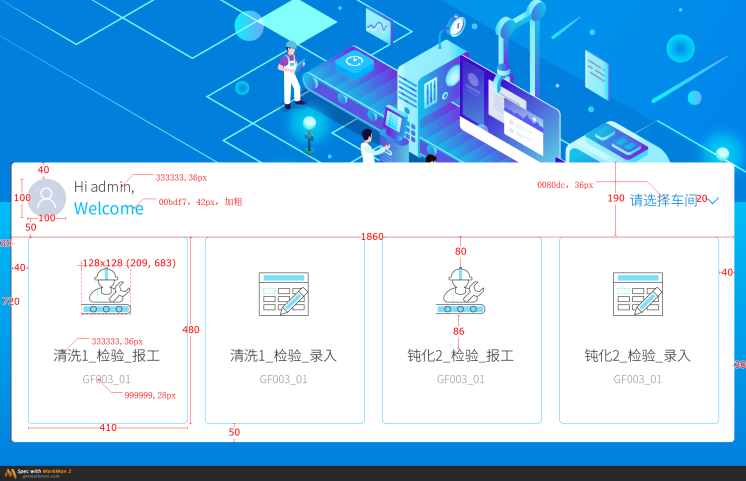 40
333333,36px
Hi admin,
100
0080dc, 36px
190
请选择车间
20
00bdf7, 42px, 加粗
Welcome
100
50
1860
80
40
128x128 (209, 683)
40
720
480
86
333333,36px
清洗1_检验_报工
清洗1_检验_录入
钝化2_检验_报工
钝化2_检验_录入
GF003_01
GF003_01
GF003_01
GF003_01
999999,28px
410
50
Spec with MarkMan 2
getmarkman.com